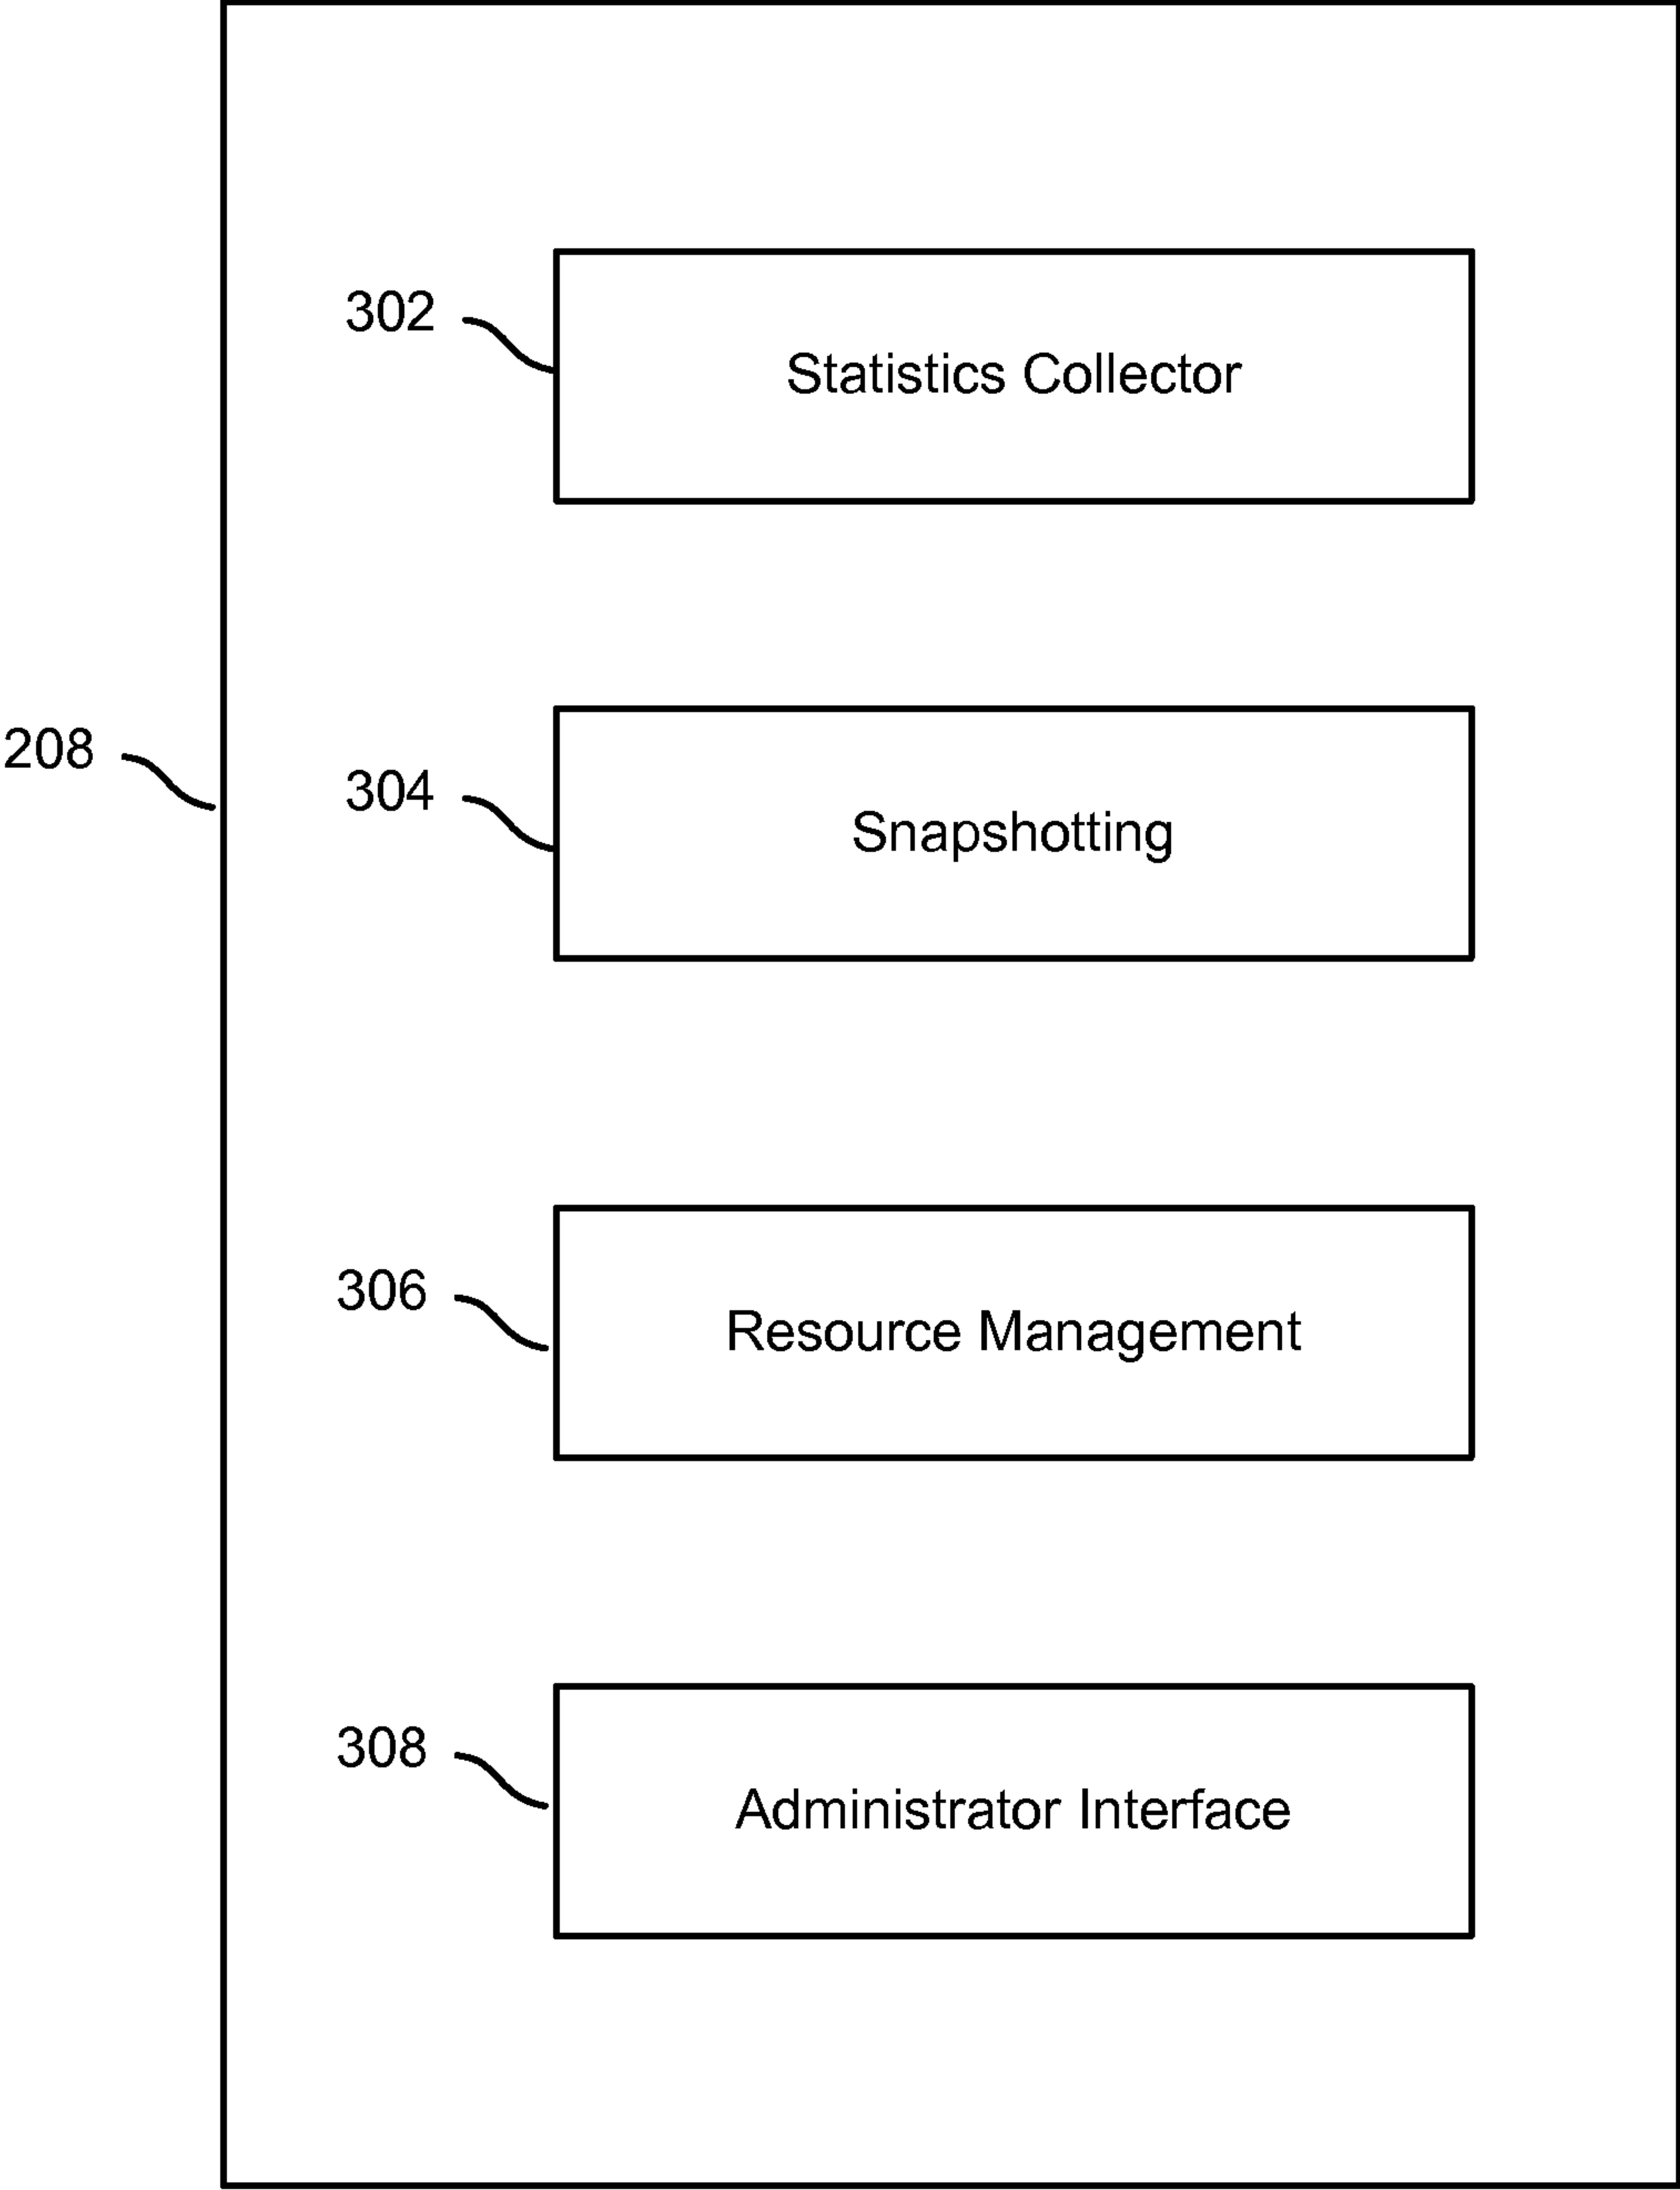 302
Statistics Collector
208
304
Snapshotting
306
Resource Management
308
Administrator Interface